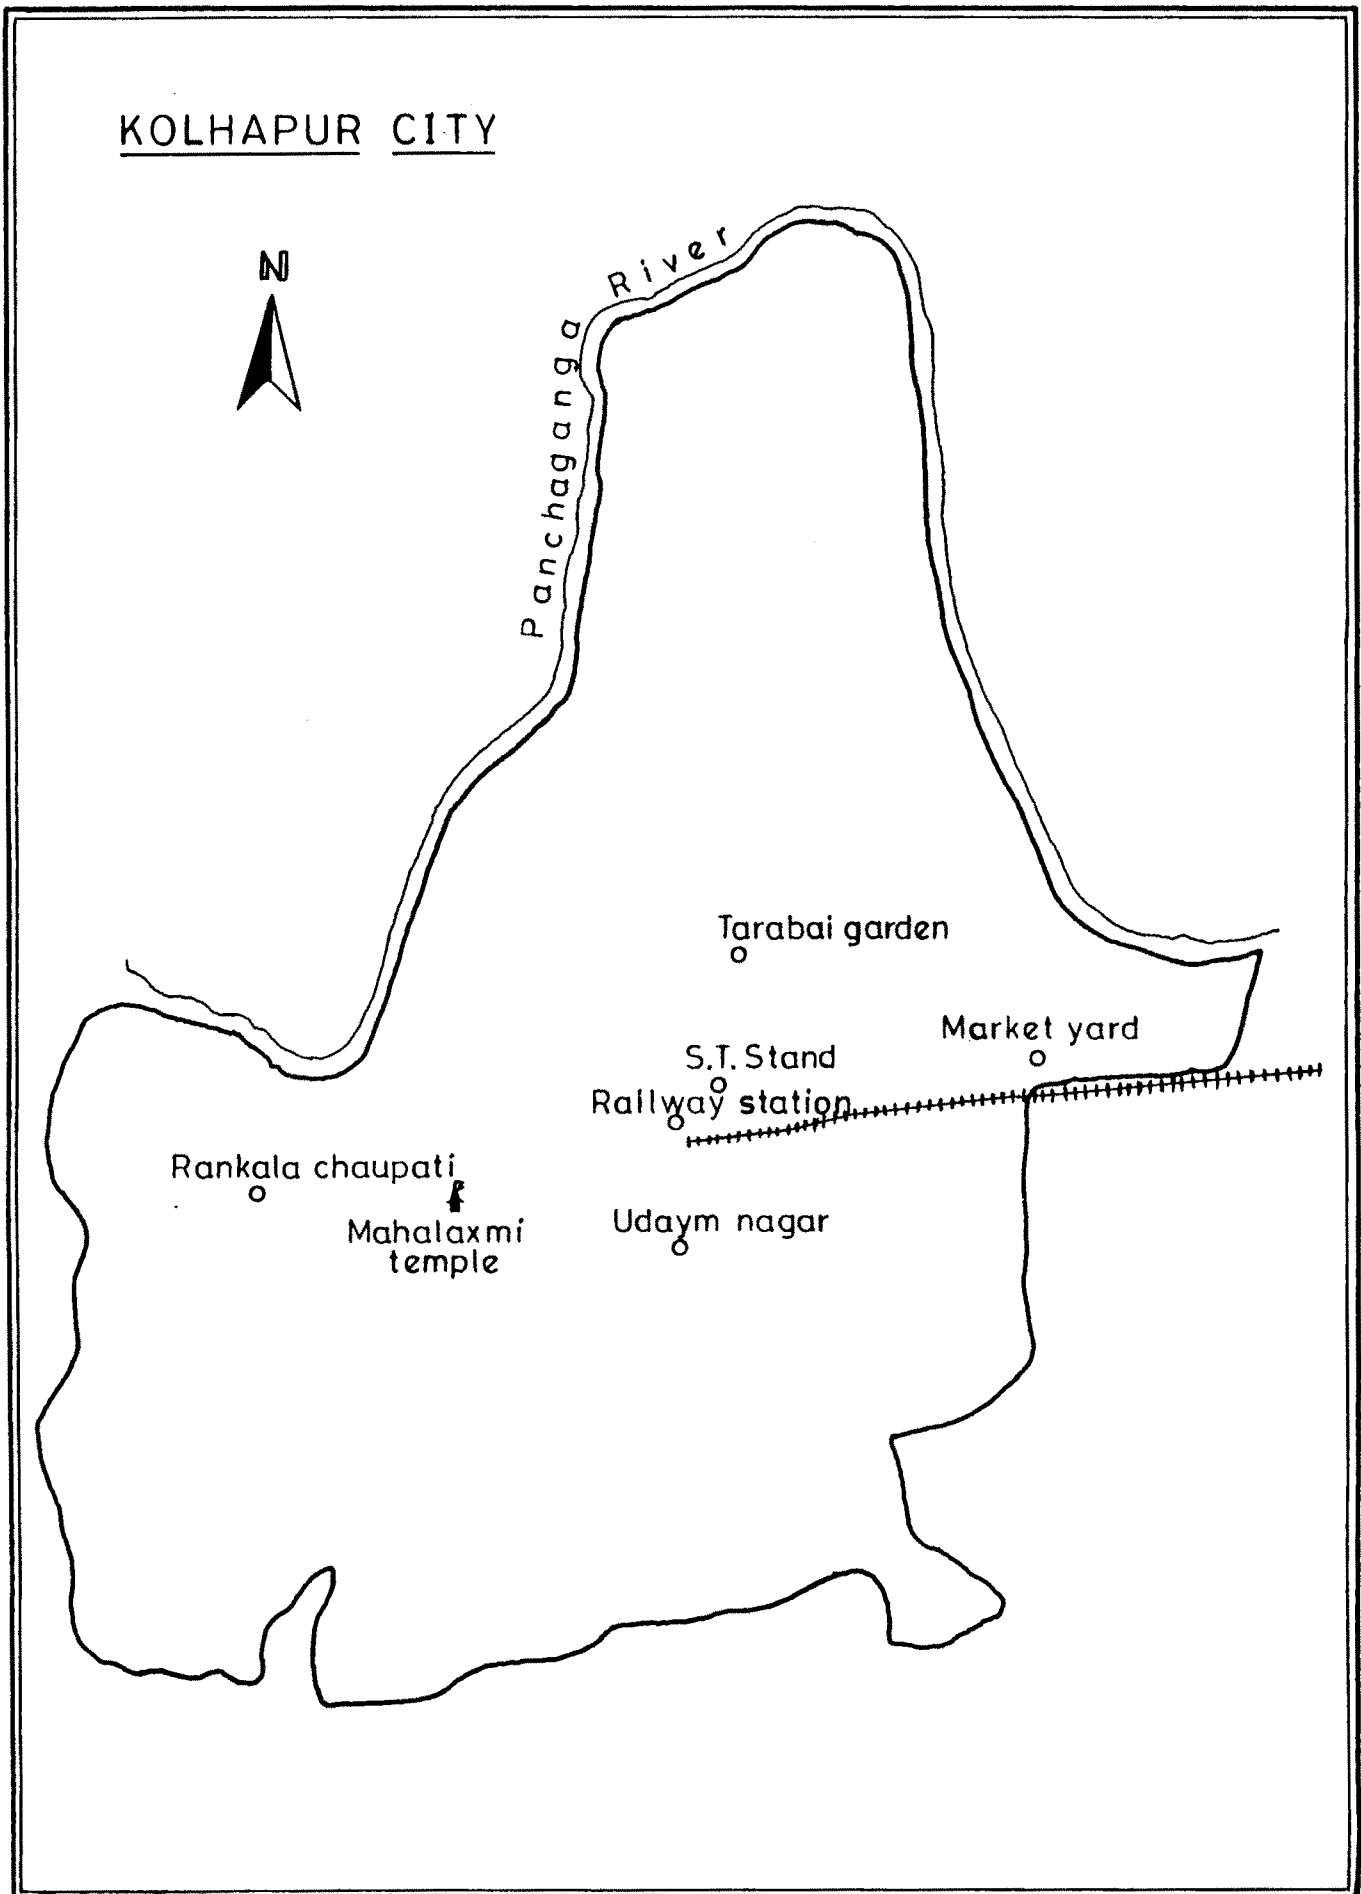 KOLHAPUR CITY
N
Panchaganga River
Tarabai garden
Market yard
S.T. Stand
Railway station
Rankala chaupati
Mahalaxmi
temple
Udaym nagar